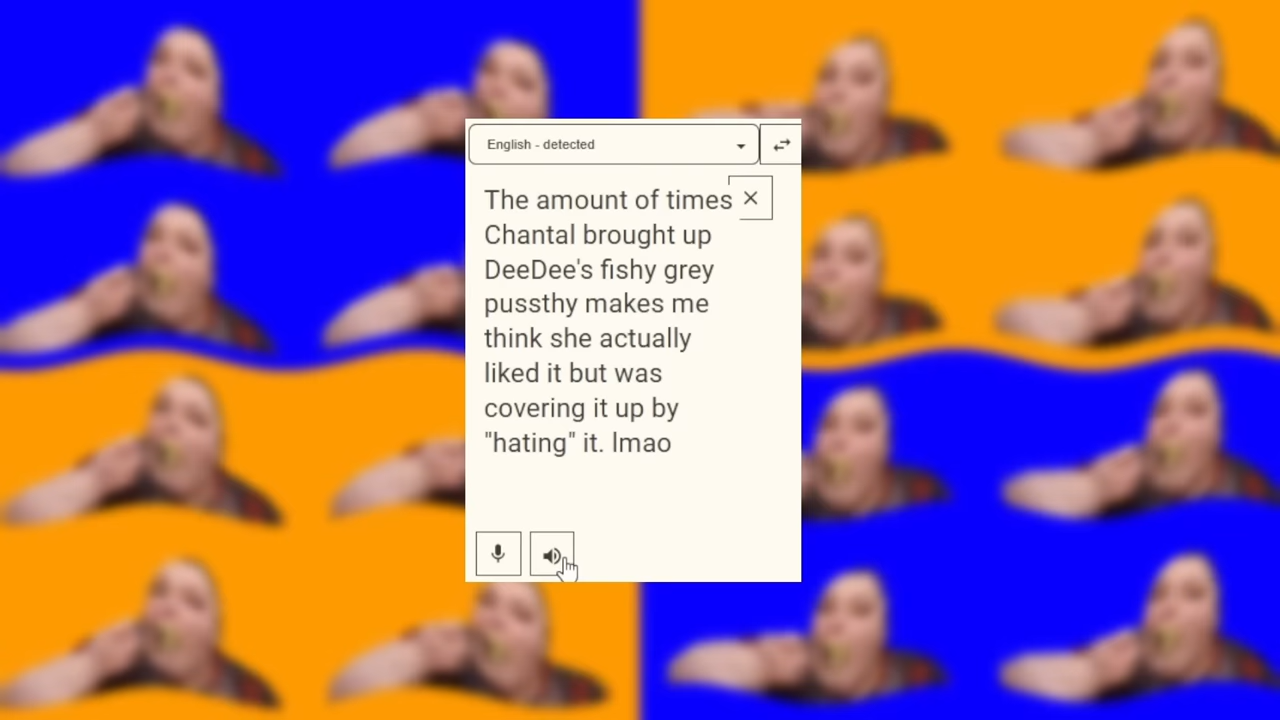 English - detected
The amount of times
Chantal brought up
DeeDee's fishy grey
pussthy makes me
think she actually
liked it but was
covering it up by
"hating" it. lmao